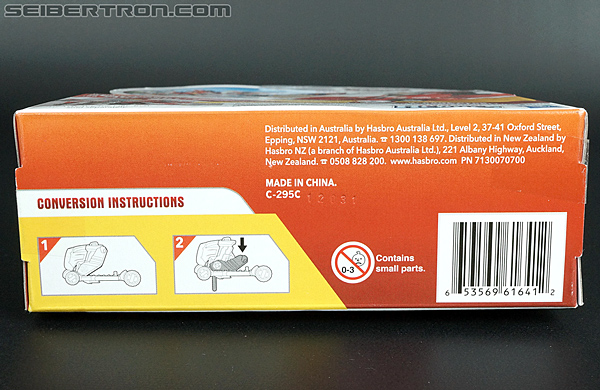 SEIBERTRON.COM
Distributed in Australia by Hasbro Australia Ltd., Level 2, 37-41 Oxford Street,
Epping, NSW 2121, Australia. ☎ 1300 138 697. Distributed in New Zealand by
Hasbro NZ (a branch of Hasbro Australia Ltd.), 221 Albany Highway, Auckland,
New Zealand. ☎ 0508 828 200. www.hasbro.com PN 7130070700
MADE IN CHINA.
C-295C
CONVERSION INSTRUCTIONS
1
2
0-3
Contains
small parts.
6 53569 61641 2